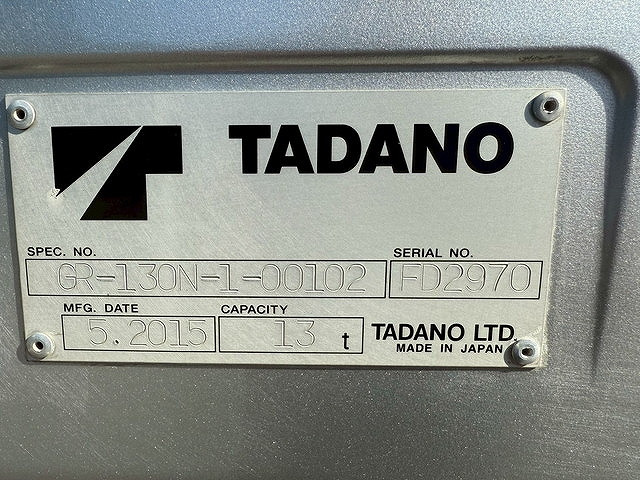 TADANO
SPEC. NO. SERIAL NO.
GR-130N-1-00102 FD2970
MFG. DATE CAPACITY
5.2015 13 t TADANO LTD.
MADE IN JAPAN